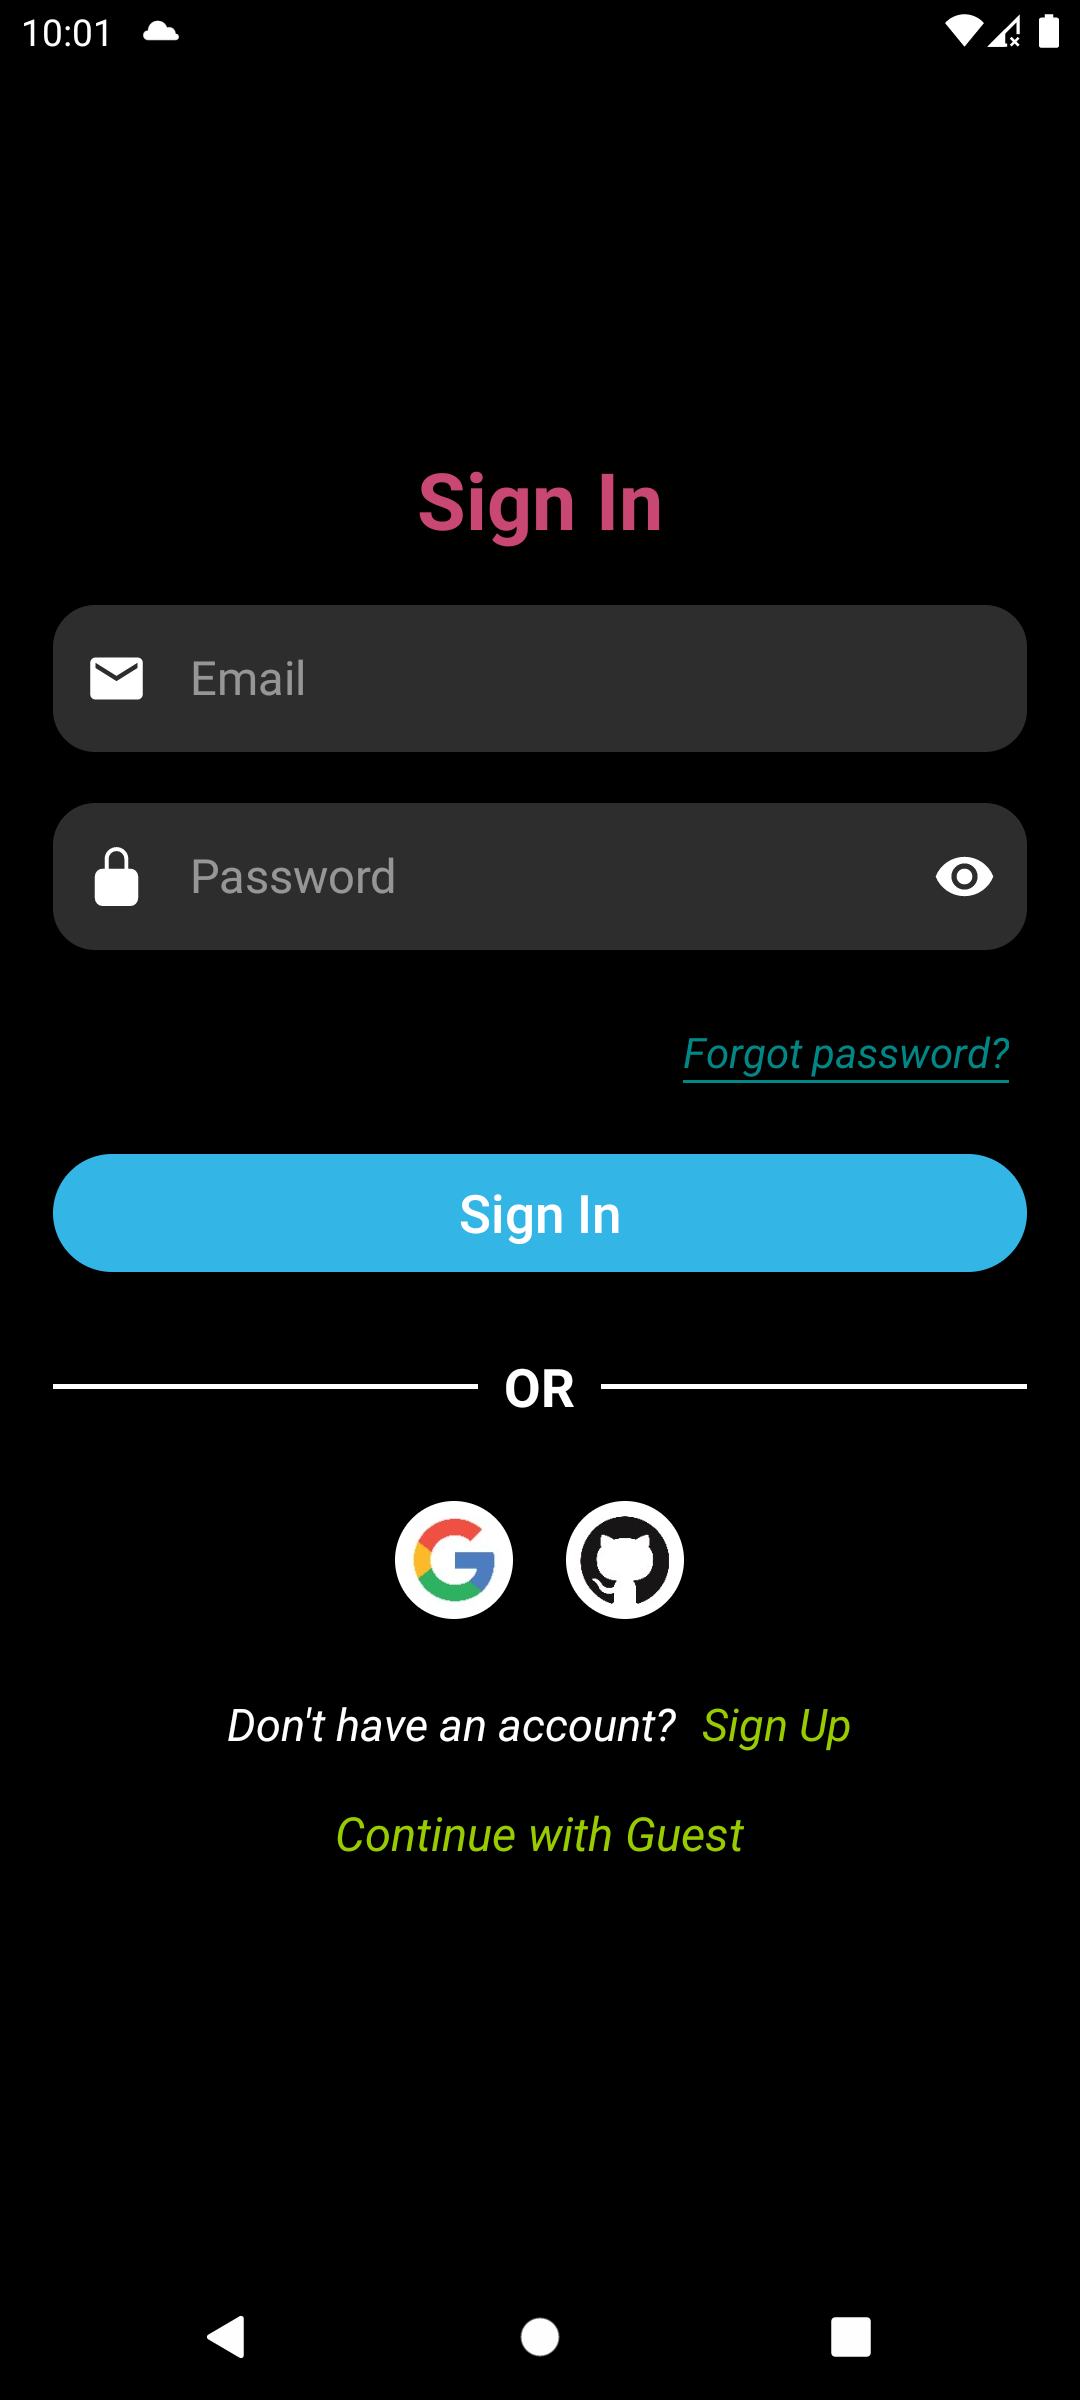 10:01
Sign In
Email
Password
Forgot password?
Sign In
OR
Don't have an account? Sign Up
Continue with Guest